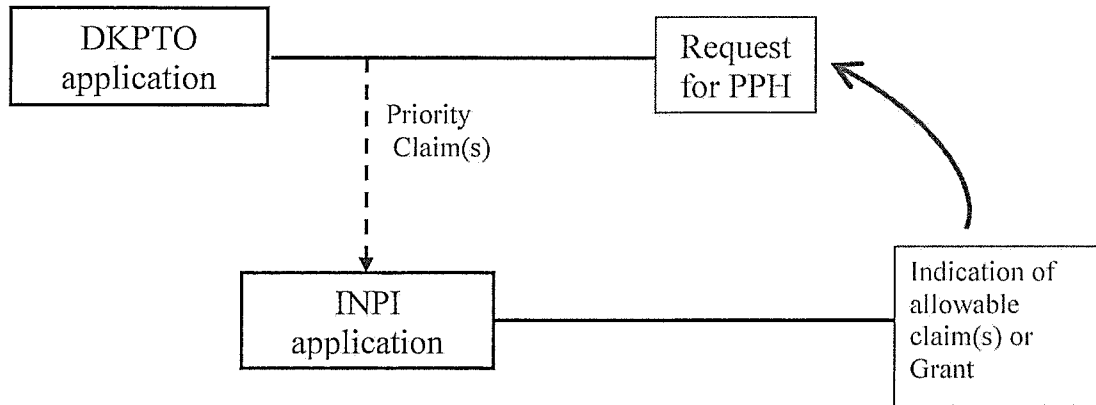 DKPTO
application
Request
for PPH
Priority
Claim(s)
INPI
application
Indication of
allowable
claim(s) or
Grant